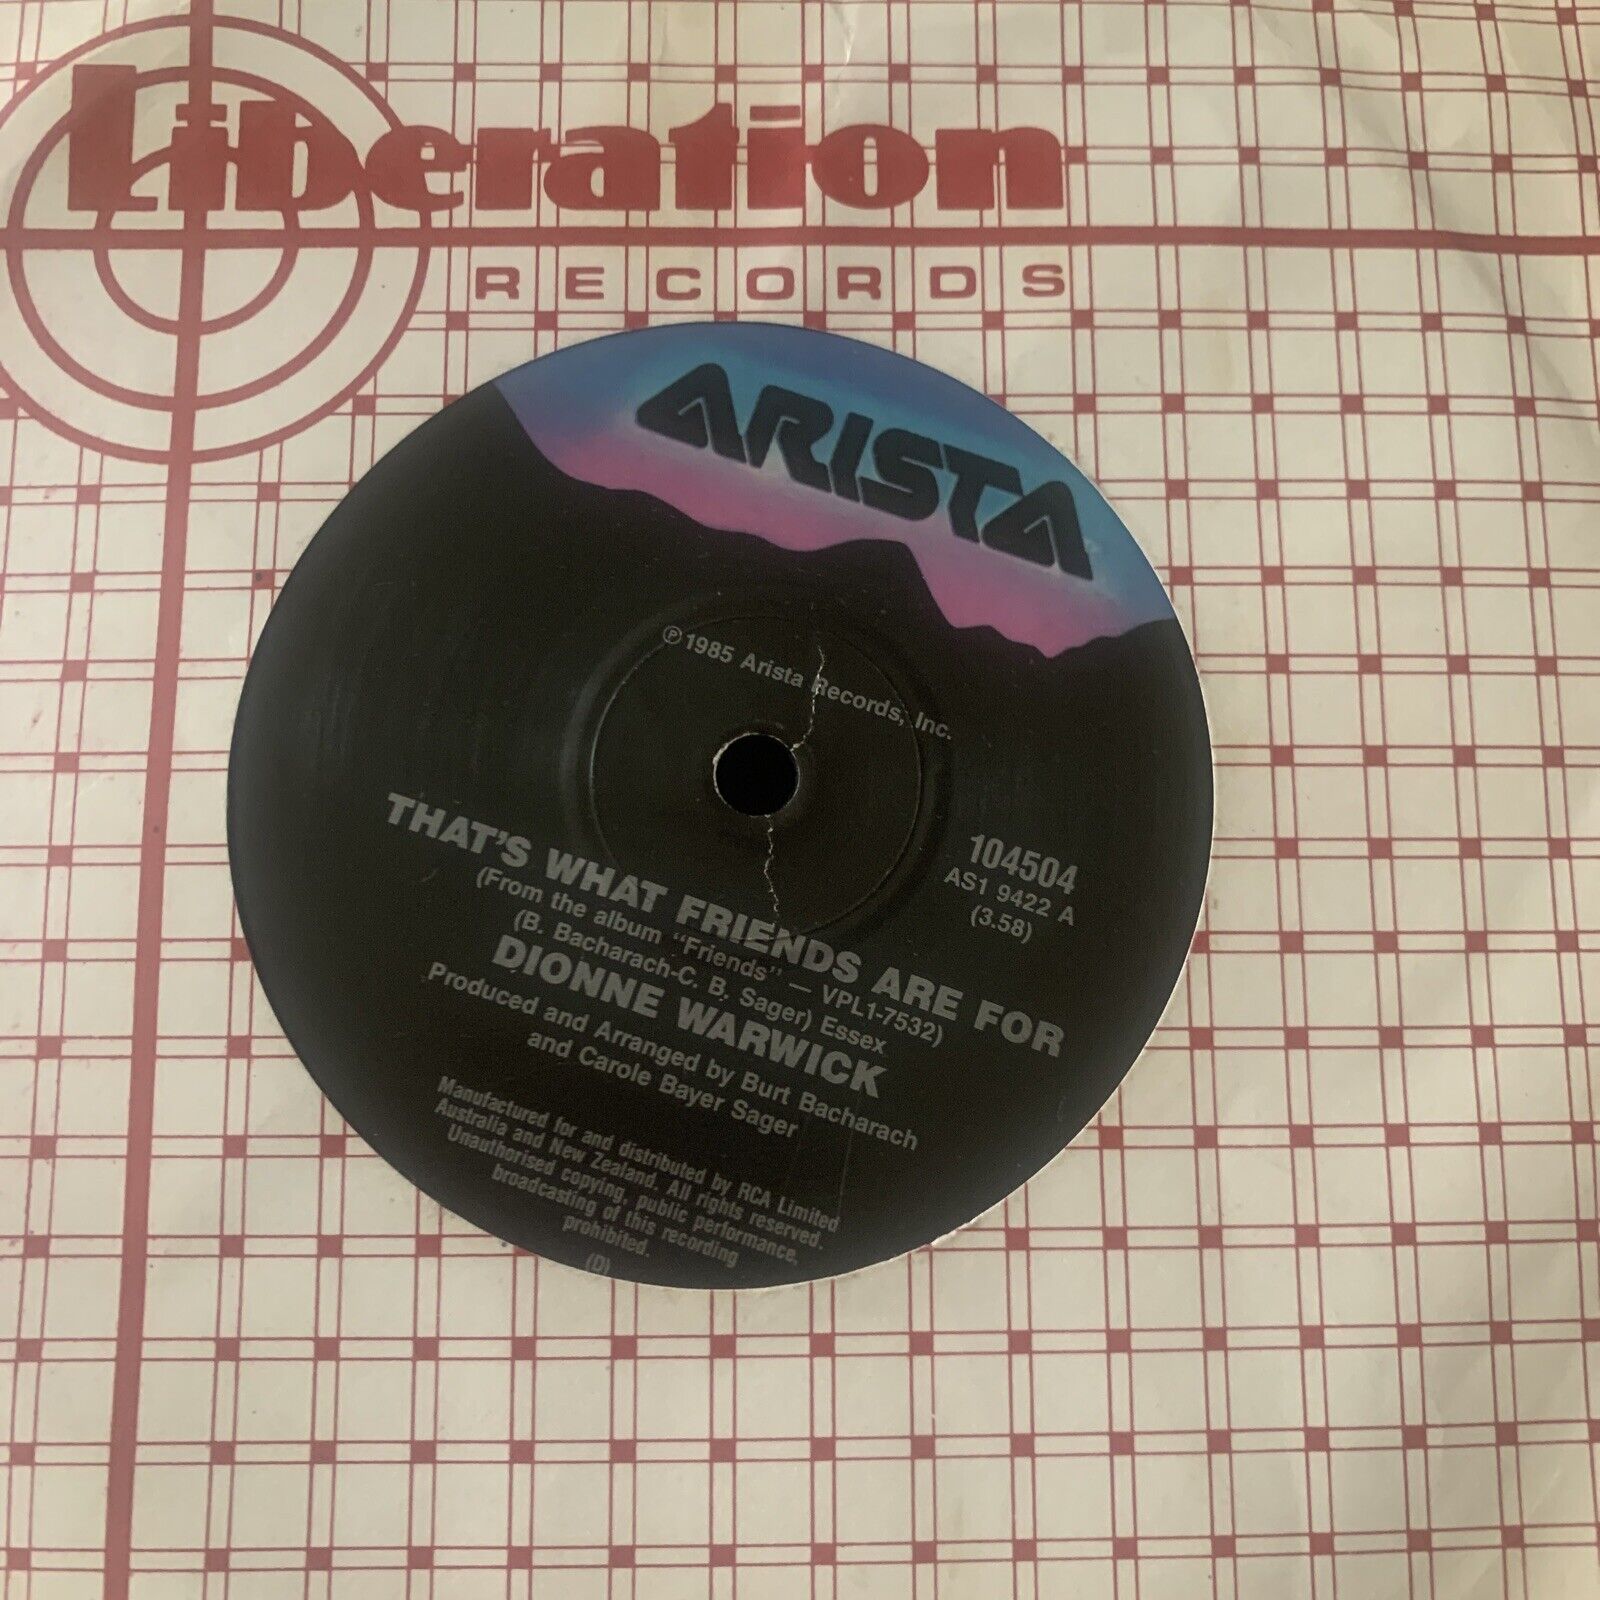 Liberation
RECORDS
ARISTA
℗ 1985 Arista Records, Inc.
104504
AS1 9422 A
(3.58)
THAT'S WHAT FRIENDS ARE FOR
(From the album "Friends" — VPL1-7532)
(B. Bacharach-C. B. Sager) Essex
DIONNE WARWICK
Produced and Arranged by Burt Bacharach
and Carole Bayer Sager
Manufactured for and distributed by RCA Limited
Australia and New Zealand. All rights reserved.
Unauthorised copying, public performance,
broadcasting of this recording
prohibited.
(D)